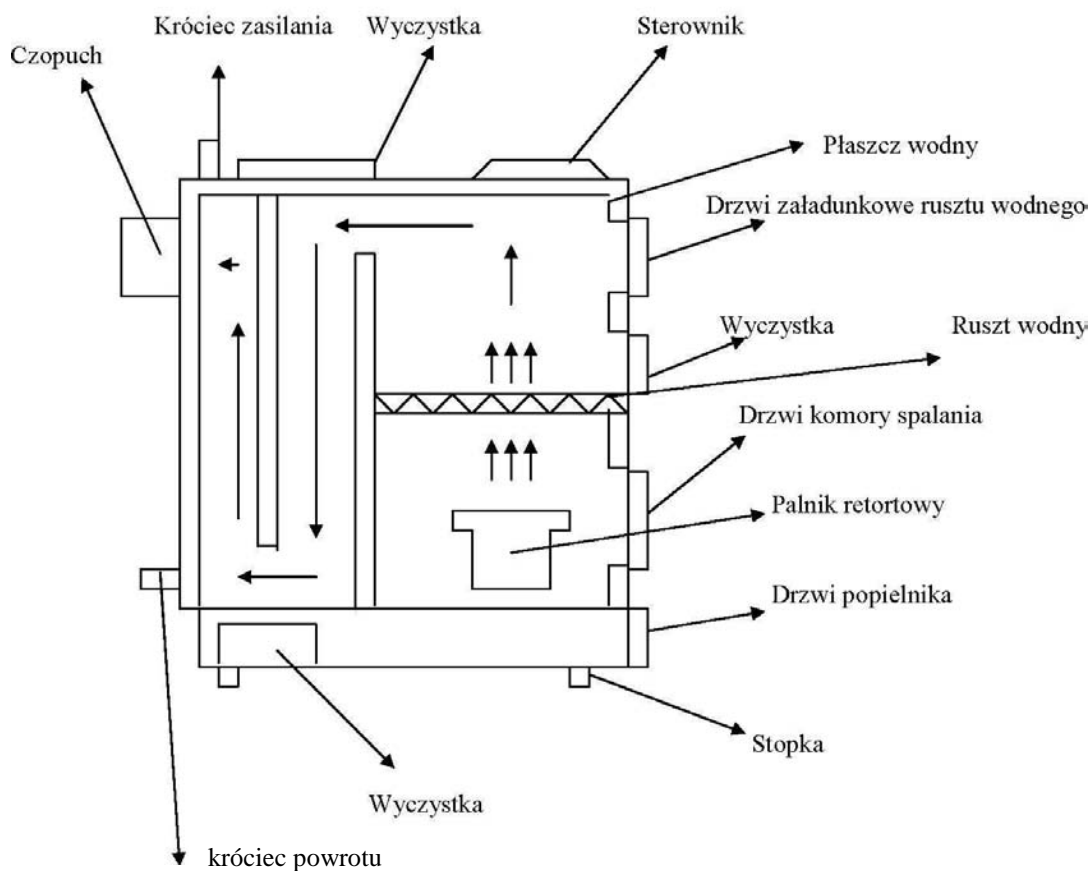 Króciec zasilania
Wyczystka
Sterownik
Czopuch
Płaszcz wodny
Drzwi załadunkowe rusztu wodnego
Wyczystka
Ruszt wodny
Drzwi komory spalania
Palnik retortowy
Drzwi popielnika
Stopka
Wyczystka
króciec powrotu